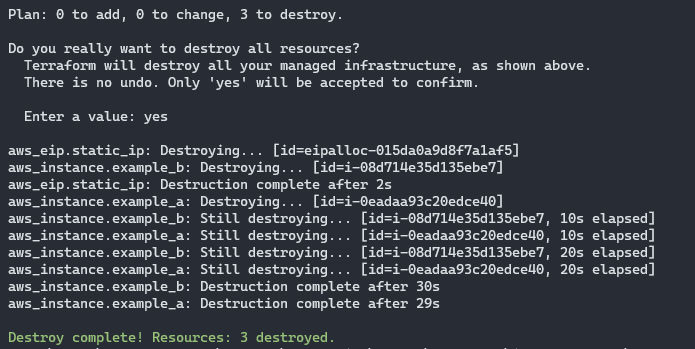 Plan: 0 to add, 0 to change, 3 to destroy.
Do you really want to destroy all resources?
Terraform will destroy all your managed infrastructure, as shown above.
There is no undo. Only 'yes' will be accepted to confirm.
Enter a value: yes
aws_eip.static_ip: Destroying... [id=eipalloc-015da0a9d8f7a1af5]
aws_instance.example_b: Destroying... [id=i-08d714e35d135ebe7]
aws_eip.static_ip: Destruction complete after 2s
aws_instance.example_a: Destroying... [id=i-0eadaa93c20edce40]
aws_instance.example_b: Still destroying... [id=i-08d714e35d135ebe7, 10s elapsed]
aws_instance.example_a: Still destroying... [id=i-0eadaa93c20edce40, 10s elapsed]
aws_instance.example_b: Still destroying... [id=i-08d714e35d135ebe7, 20s elapsed]
aws_instance.example_a: Still destroying... [id=i-0eadaa93c20edce40, 20s elapsed]
aws_instance.example_b: Destruction complete after 30s
aws_instance.example_a: Destruction complete after 29s
Destroy complete! Resources: 3 destroyed.